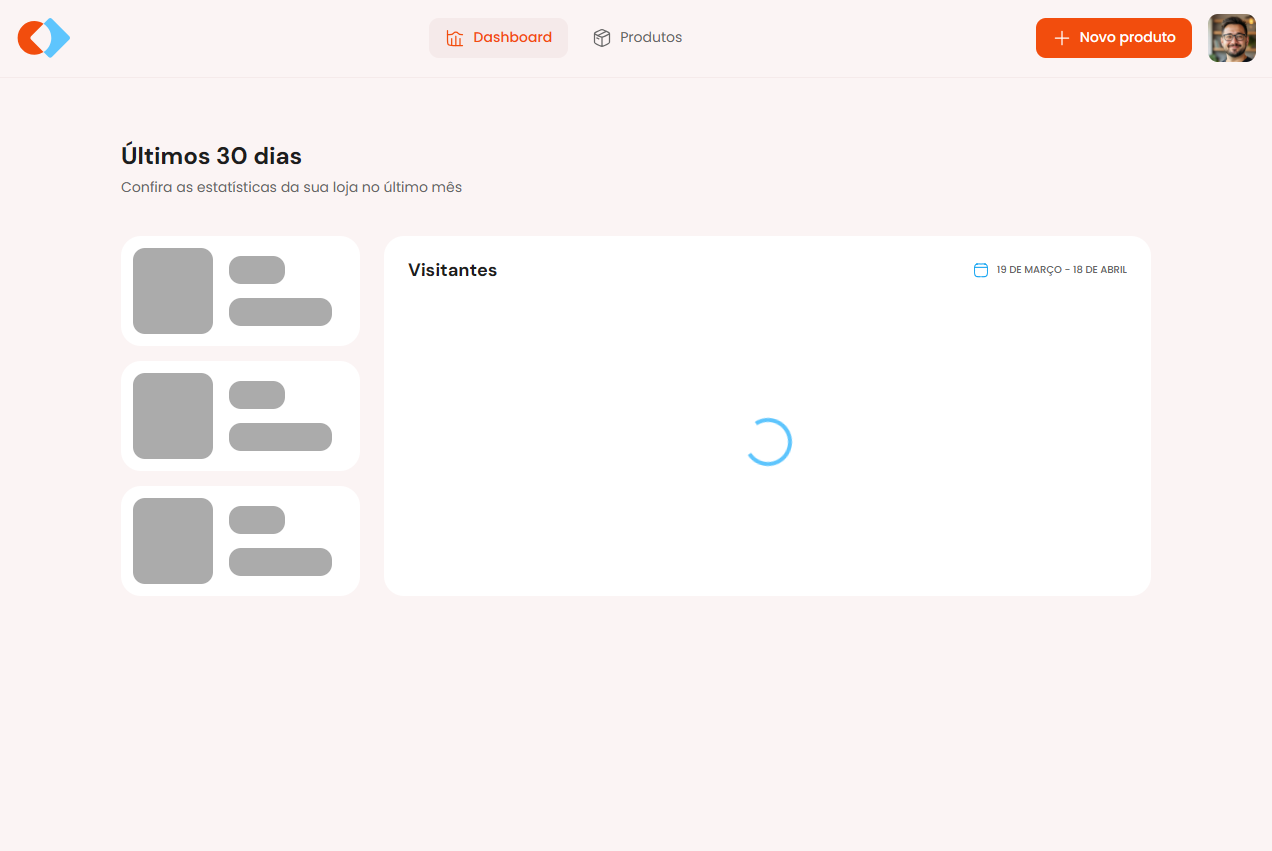 Dashboard
Produtos
Novo produto
Últimos 30 dias
Confira as estatísticas da sua loja no último mês
Visitantes
19 DE MARÇO - 18 DE ABRIL